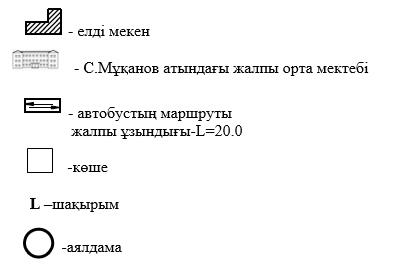 - елді мекен
- С.Мұқанов атындағы жалпы орта мектебі
- автобустың маршруты
жалпы ұзындығы-L=20.0
-көше
L –шақырым
-аялдама